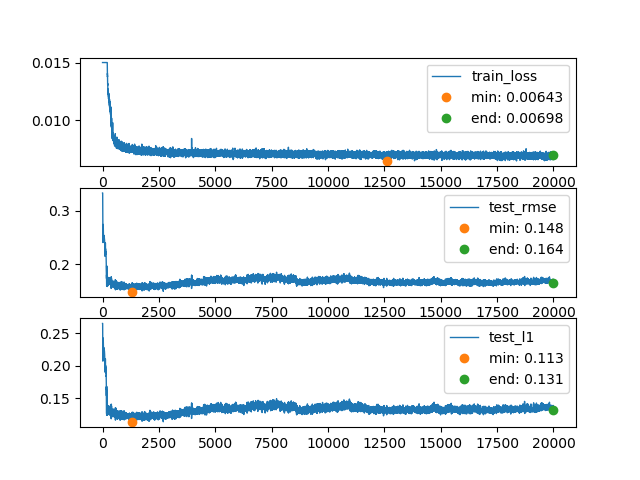 0.015
0.010
train_loss
min: 0.00643
end: 0.00698
0 2500 5000 7500 10000 12500 15000 17500 20000
0.3
0.2
test_rmse
min: 0.148
end: 0.164
0 2500 5000 7500 10000 12500 15000 17500 20000
0.25
0.20
0.15
test_l1
min: 0.113
end: 0.131
0 2500 5000 7500 10000 12500 15000 17500 20000